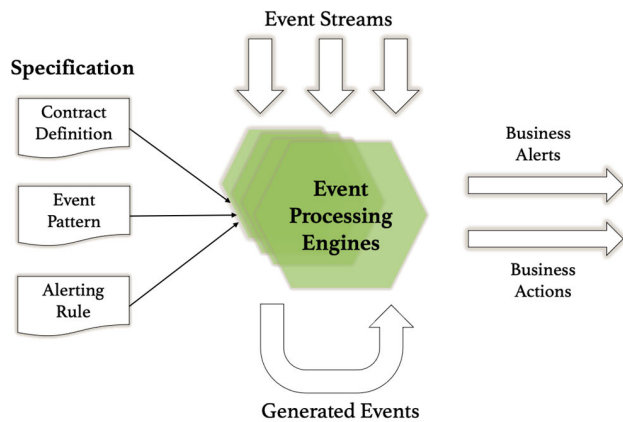 Event Streams
Specification
Contract
Definition
Event
Pattern
Alerting
Rule
Event
Processing
Engines
Business
Alerts
Business
Actions
Generated Events